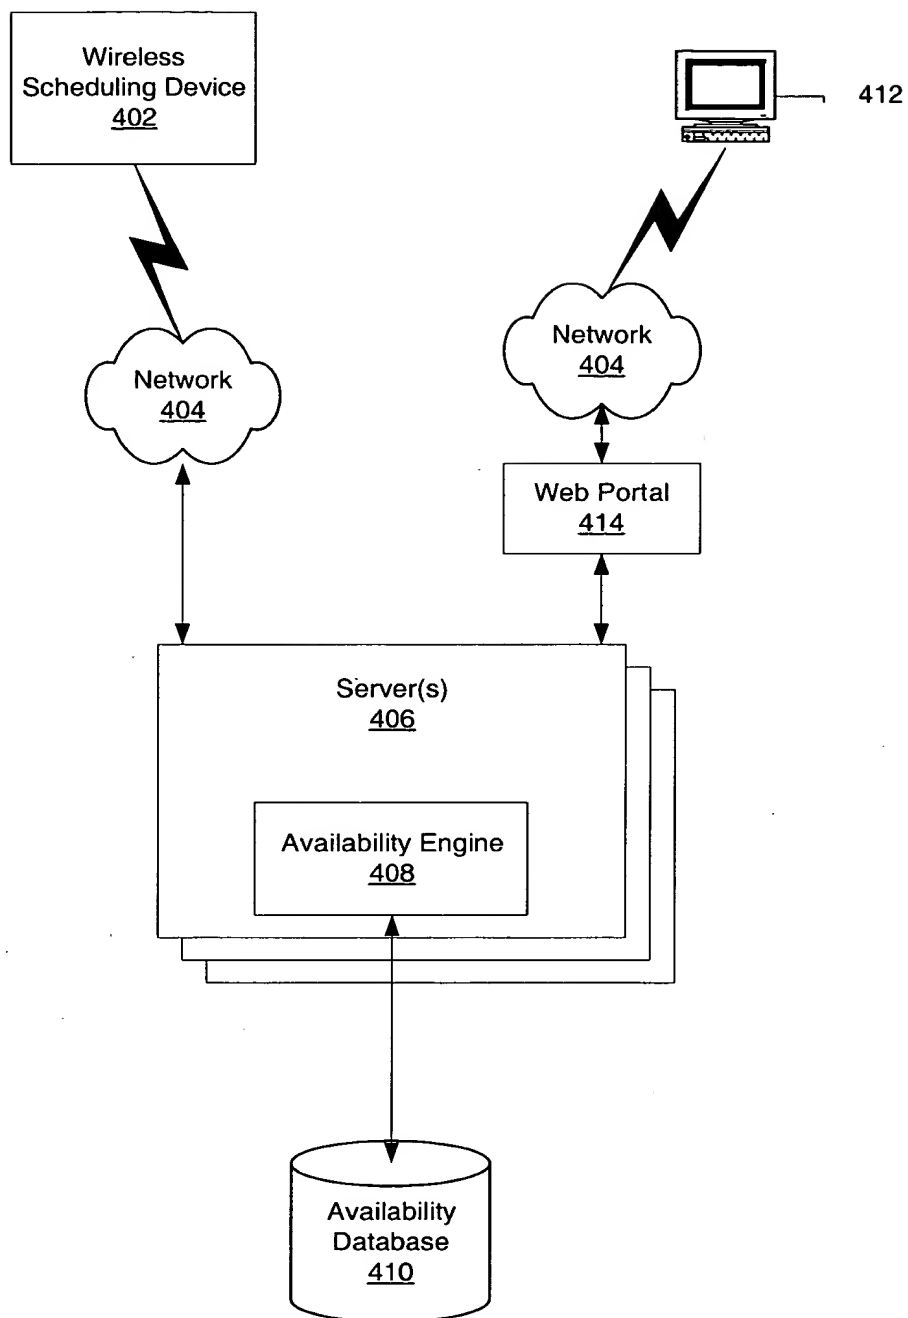 Wireless
Scheduling Device
402
412
Network
404
Network
404
Web Portal
414
Server(s)
406
Availability Engine
408
Availability
Database
410